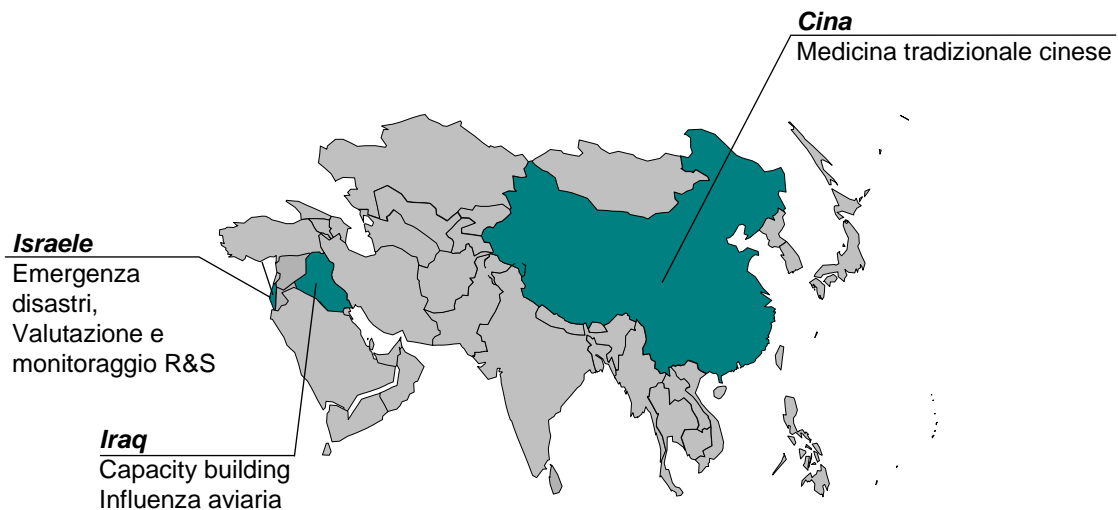 Cina
Medicina tradizionale cinese
Israele
Emergenza
disastri,
Valutazione e
monitoraggio R&S
Iraq
Capacity building
Influenza aviaria